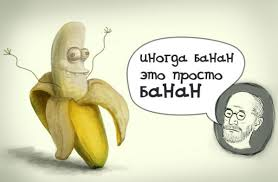 иногда банан
это просто
банан